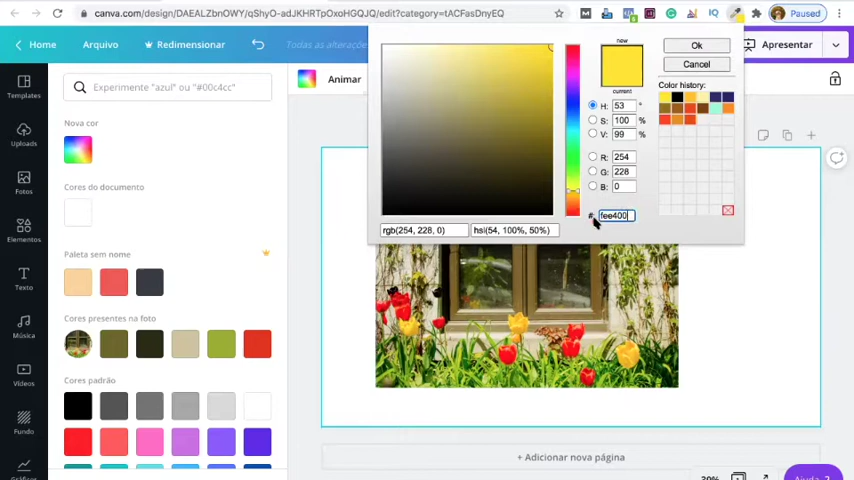 canva.com/design/DAEALZbnOWY/qShyO-adJKHRTpOxoHGQJQ/edit?category=tACFasDnyEQ
Paused
Home
Arquivo
Redimensionar
Todas as alterações
Apresentar
Templates
Uploads
Fotos
Elementos
Texto
Música
Vídeos
Fundo
Gráficos
Experimente "azul" ou "#00c4cc"
Nova cor
Cores do documento
Paleta sem nome
Cores presentes na foto
Cores padrão
Animar
new
current
Ok
Cancel
Color history:
H: 53 °
S: 100 %
V: 99 %
R: 254
G: 228
B: 0
# fee400
rgb(254, 228, 0)
hsl(54, 100%, 50%)
+ Adicionar nova página
Ajuda ?